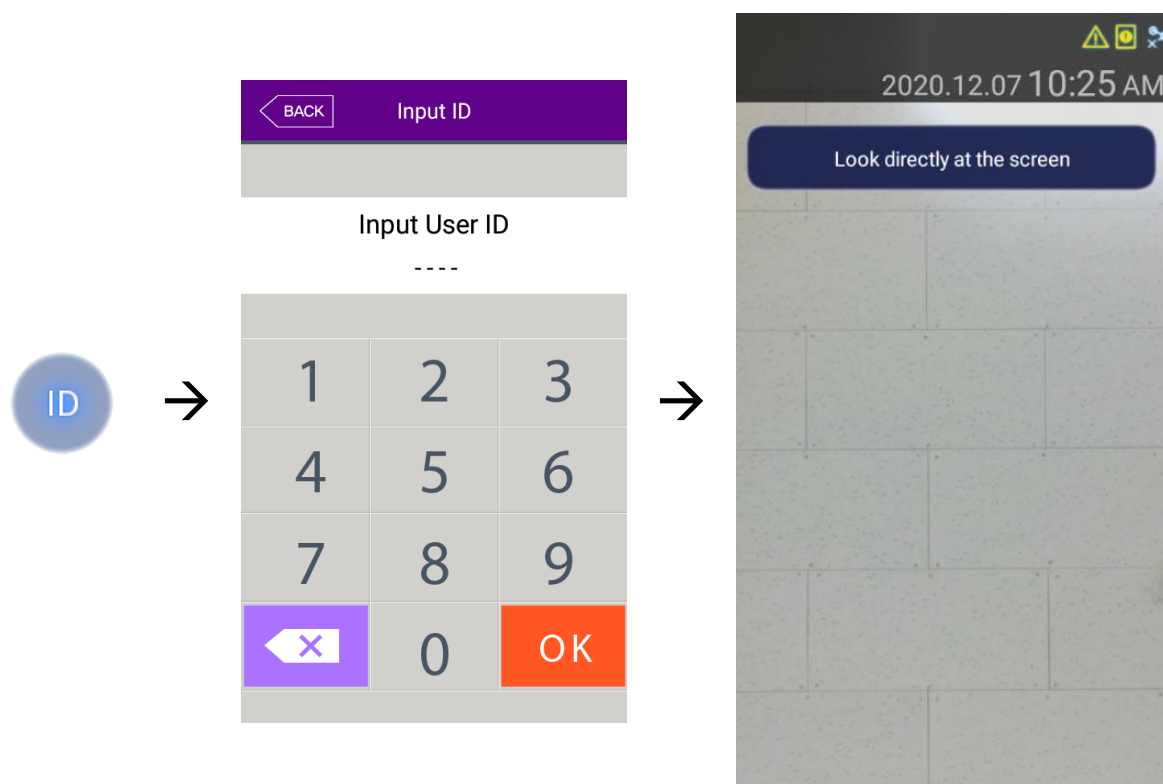 ID
BACK Input ID
Input User ID
----
1 2 3
4 5 6
7 8 9
0 OK
2020.12.07 10:25 AM
Look directly at the screen